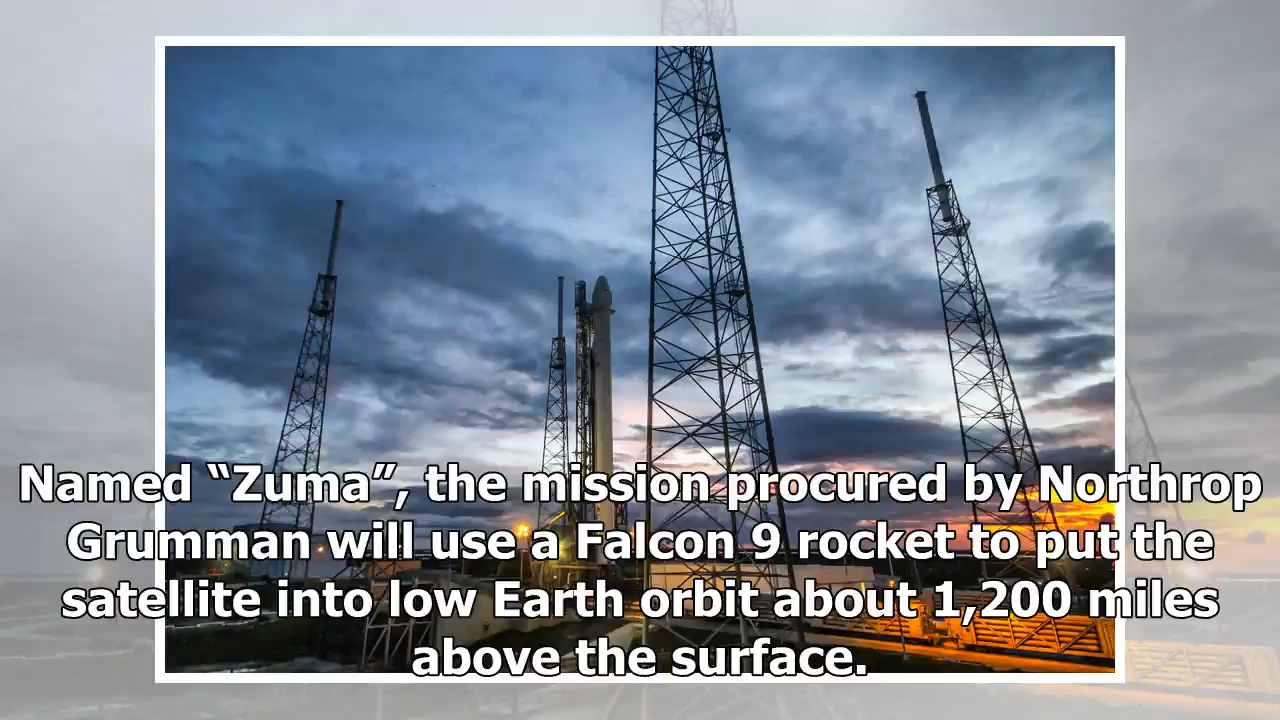 Named “Zuma”, the mission procured by Northrop
Grumman will use a Falcon 9 rocket to put the
satellite into low Earth orbit about 1,200 miles
above the surface.